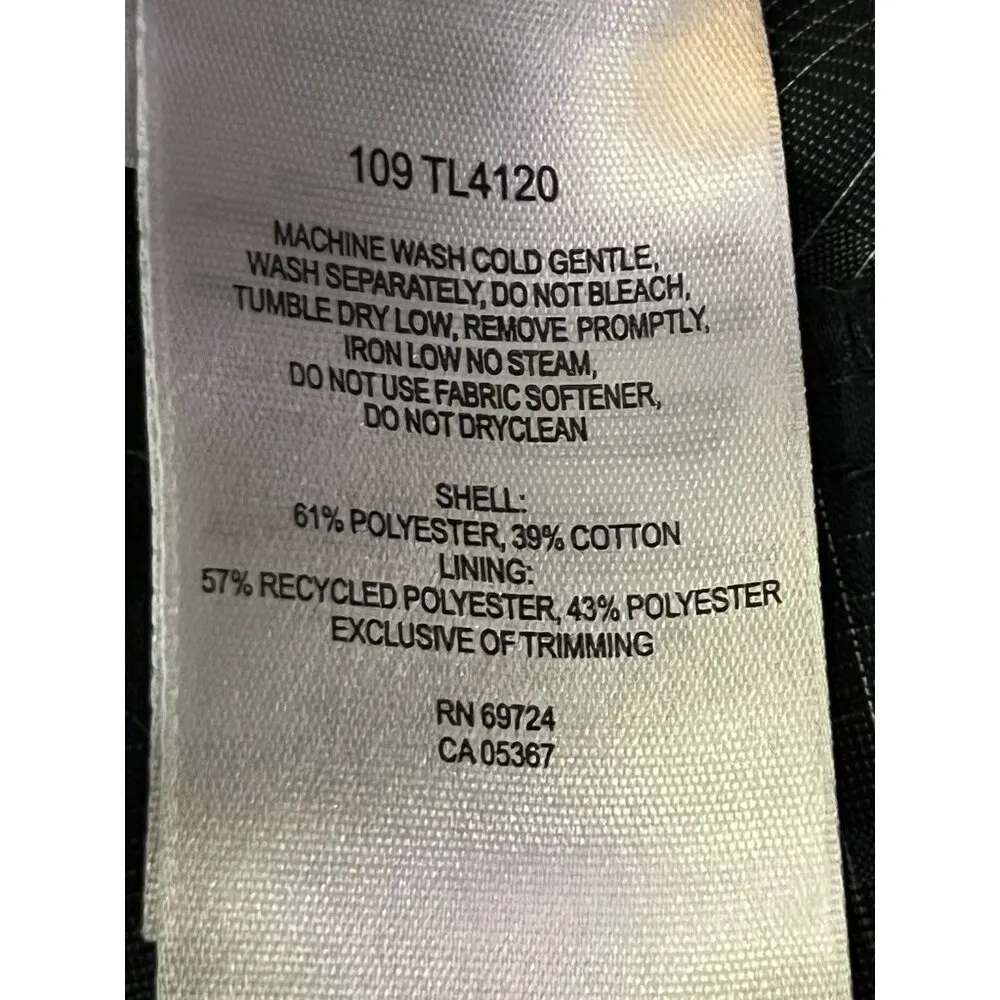 109 TL4120
MACHINE WASH COLD GENTLE,
WASH SEPARATELY, DO NOT BLEACH,
TUMBLE DRY LOW, REMOVE PROMPTLY,
IRON LOW NO STEAM,
DO NOT USE FABRIC SOFTENER,
DO NOT DRYCLEAN
SHELL:
61% POLYESTER, 39% COTTON
LINING:
57% RECYCLED POLYESTER, 43% POLYESTER
EXCLUSIVE OF TRIMMING
RN 69724
CA 05367